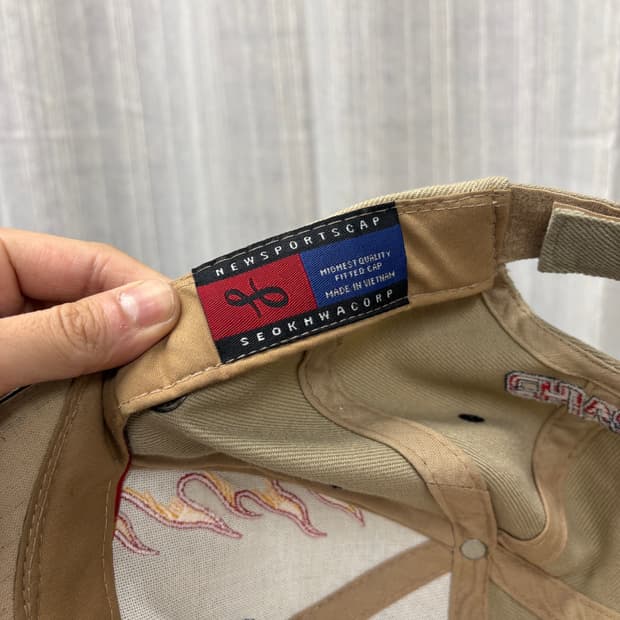 NEWSPORTSCAP
HIGHEST QUALITY
FITTED CAP
MADE IN VIETNAM
SEOKHWACORP